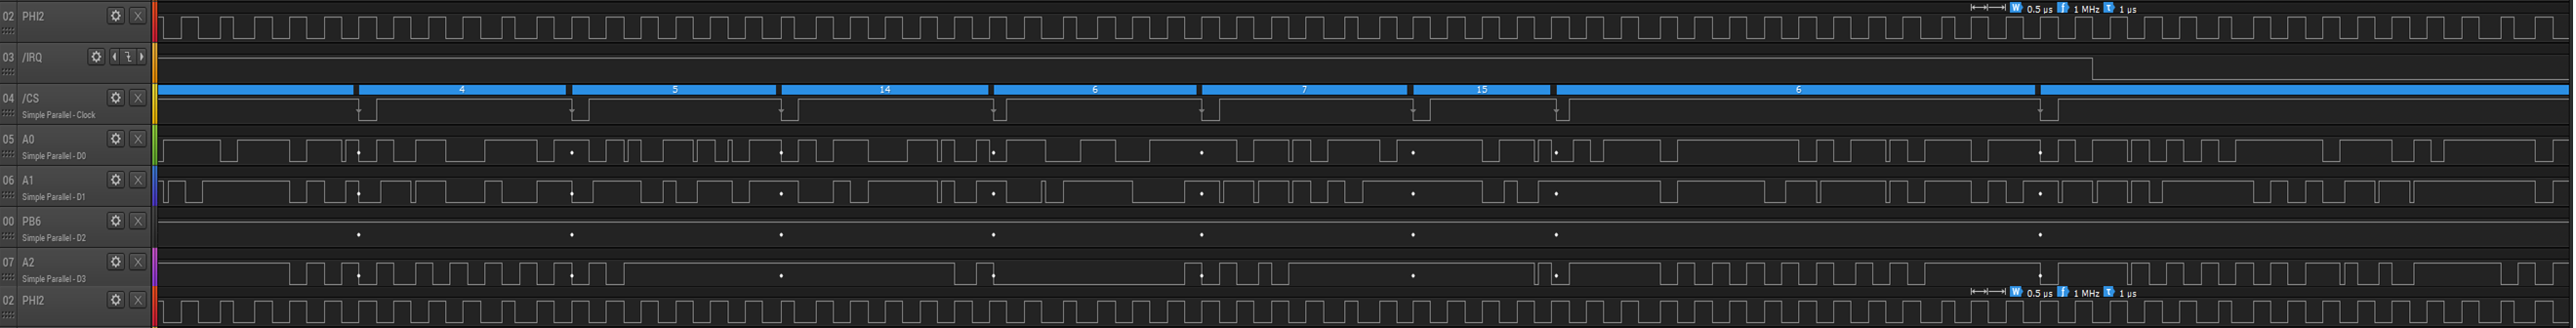 02 PHI2 W 0.5 µs f 1 MHz T 1 µs
03 /IRQ
04 /CS 4 5 14 6 7 15 6
Simple Parallel - Clock
05 A0
Simple Parallel - D0
06 A1
Simple Parallel - D1
00 PB6
Simple Parallel - D2
07 A2
Simple Parallel - D3
02 PHI2 W 0.5 µs f 1 MHz T 1 µs